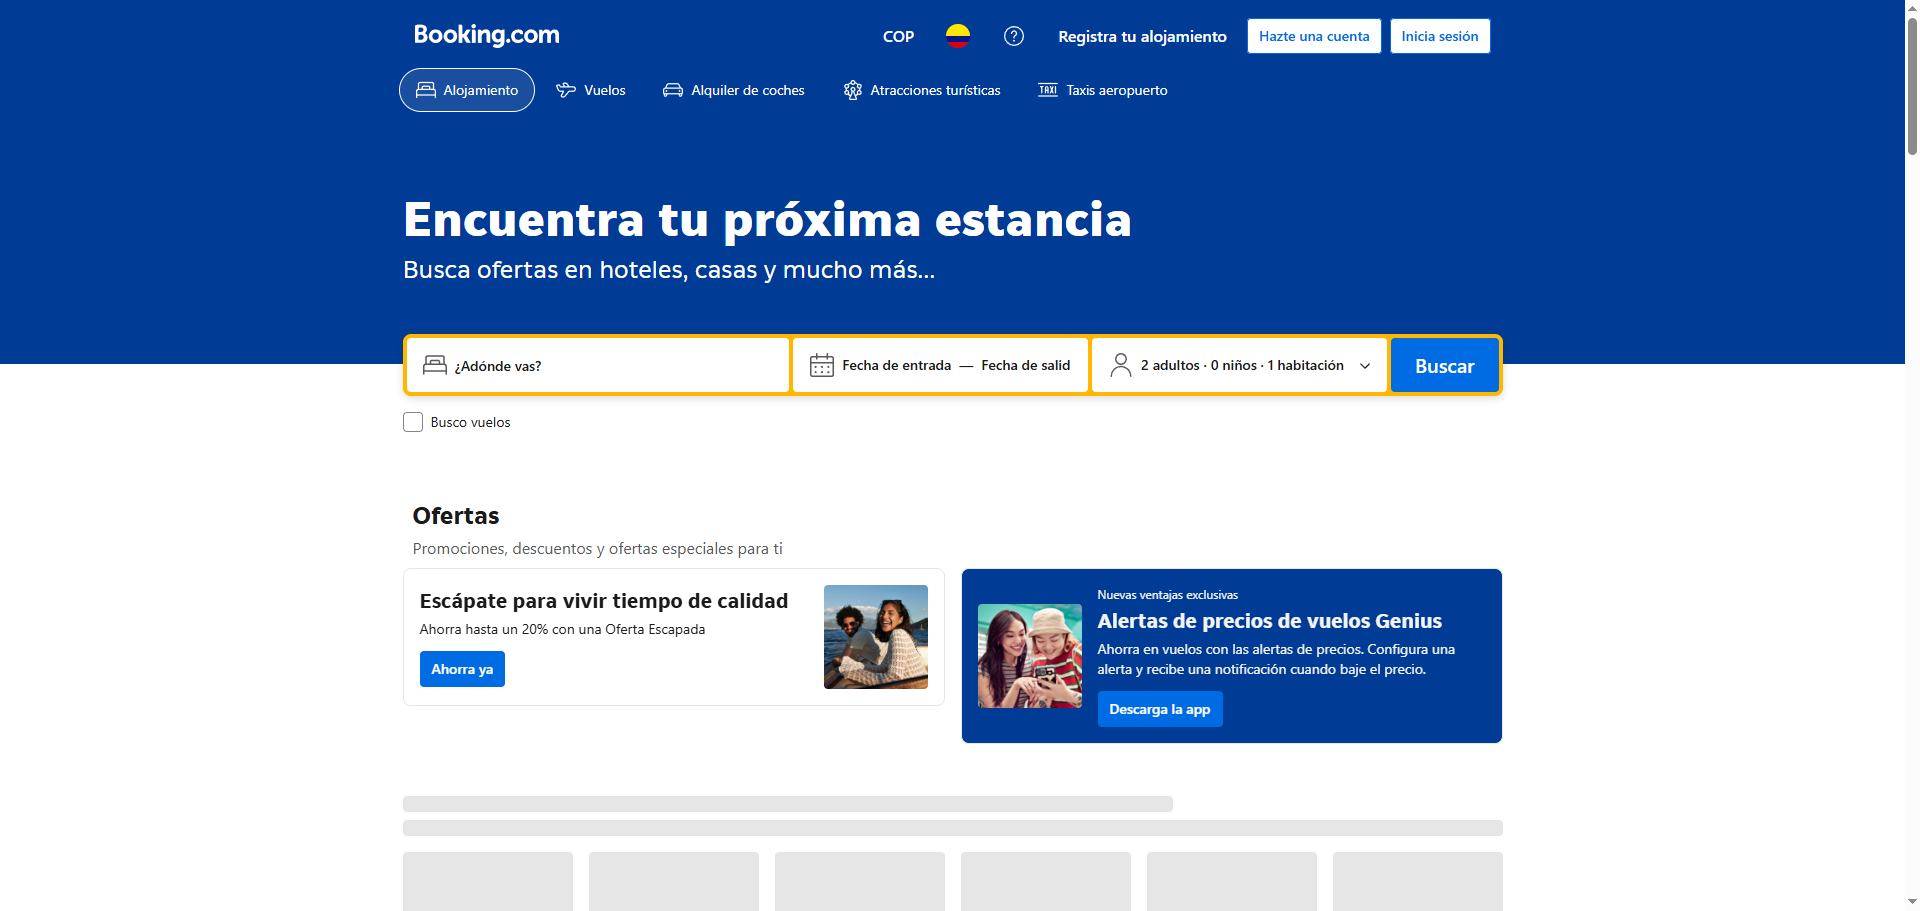 Booking.com
COP
Registra tu alojamiento
Hazte una cuenta
Inicia sesión
Alojamiento
Vuelos
Alquiler de coches
Atracciones turísticas
TAXI
Taxis aeropuerto
Encuentra tu próxima estancia
Busca ofertas en hoteles, casas y mucho más...
¿Adónde vas?
Fecha de entrada — Fecha de salid
2 adultos · 0 niños · 1 habitación
Buscar
Busco vuelos
Ofertas
Promociones, descuentos y ofertas especiales para ti
Escápate para vivir tiempo de calidad
Ahorra hasta un 20% con una Oferta Escapada
Ahorra ya
Nuevas ventajas exclusivas
Alertas de precios de vuelos Genius
Ahorra en vuelos con las alertas de precios. Configura una
alerta y recibe una notificación cuando baje el precio.
Descarga la app